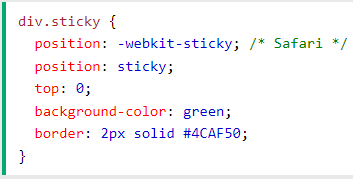 div.sticky {
  position: -webkit-sticky; /* Safari */
  position: sticky;
  top: 0;
  background-color: green;
  border: 2px solid #4CAF50;
}